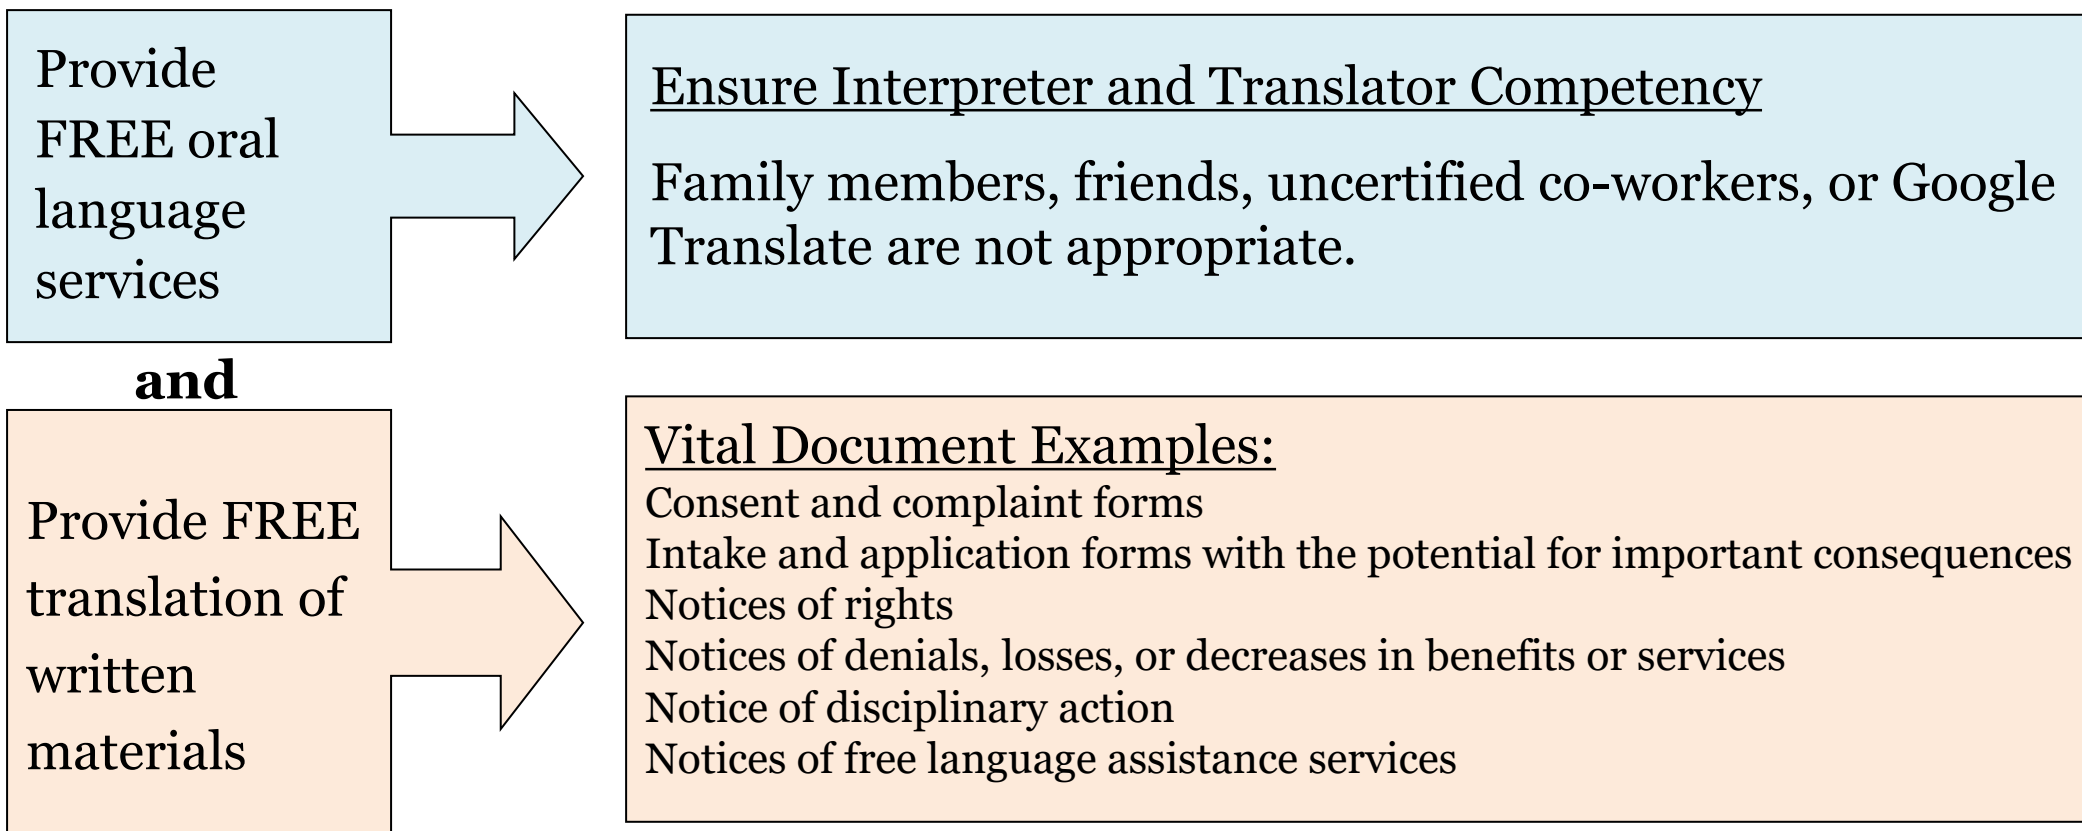 Provide
FREE oral
language
services
Ensure Interpreter and Translator Competency
Family members, friends, uncertified co-workers, or Google
Translate are not appropriate.
and
Provide FREE
translation of
written
materials
Vital Document Examples:
Consent and complaint forms
Intake and application forms with the potential for important consequences
Notices of rights
Notices of denials, losses, or decreases in benefits or services
Notice of disciplinary action
Notices of free language assistance services